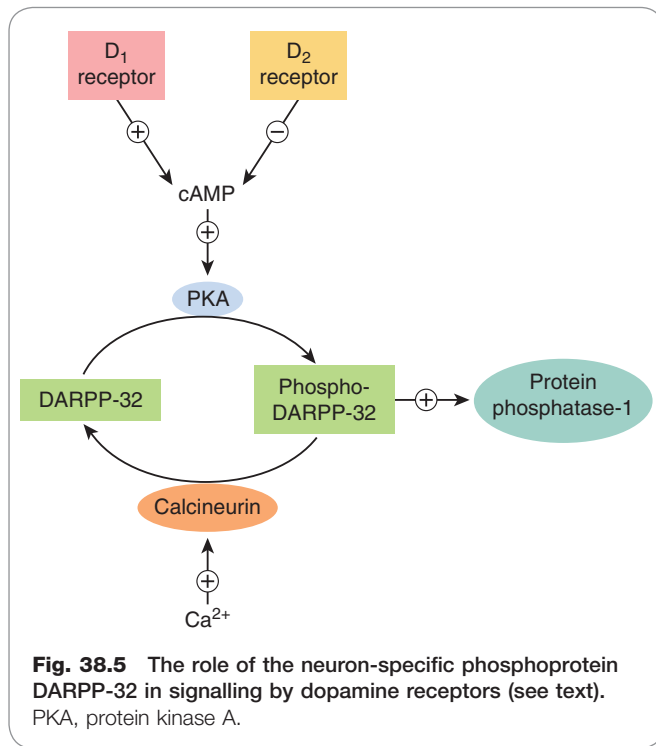 D₁
receptor
D₂
receptor
+
−
cAMP
+
PKA
DARPP-32
Phospho-
DARPP-32
+
Protein
phosphatase-1
Calcineurin
+
Ca²⁺
Fig. 38.5 The role of the neuron-specific phosphoprotein
DARPP-32 in signalling by dopamine receptors (see text).
PKA, protein kinase A.